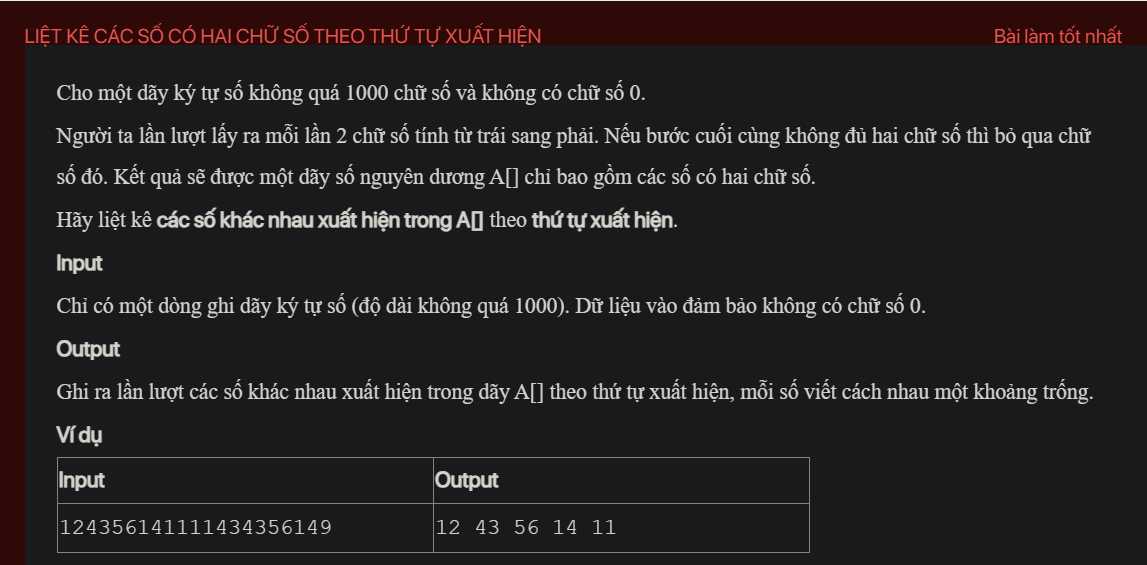 LIỆT KÊ CÁC SỐ CÓ HAI CHỮ SỐ THEO THỨ TỰ XUẤT HIỆN Bài làm tốt nhất
Cho một dãy ký tự số không quá 1000 chữ số và không có chữ số 0.
Người ta lần lượt lấy ra mỗi lần 2 chữ số tính từ trái sang phải. Nếu bước cuối cùng không đủ hai chữ số thì bỏ qua chữ
số đó. Kết quả sẽ được một dãy số nguyên dương A[] chỉ bao gồm các số có hai chữ số.
Hãy liệt kê các số khác nhau xuất hiện trong A[] theo thứ tự xuất hiện.
Input
Chỉ có một dòng ghi dãy ký tự số (độ dài không quá 1000). Dữ liệu vào đảm bảo không có chữ số 0.
Output
Ghi ra lần lượt các số khác nhau xuất hiện trong dãy A[] theo thứ tự xuất hiện, mỗi số viết cách nhau một khoảng trống.
Ví dụ
Input Output
124356141111434356149 12 43 56 14 11